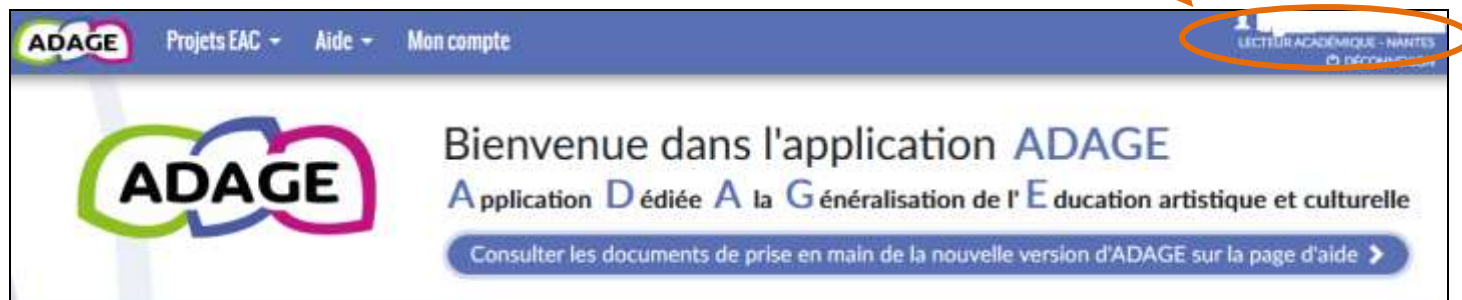 ADAGE Projets EAC Aide Mon compte
LECTEUR ACADÉMIQUE - NANTES
DÉCONNEXION
ADAGE
Bienvenue dans l'application ADAGE
Application Dédiée A la Généralisation de l'Education artistique et culturelle
Consulter les documents de prise en main de la nouvelle version d'ADAGE sur la page d'aide